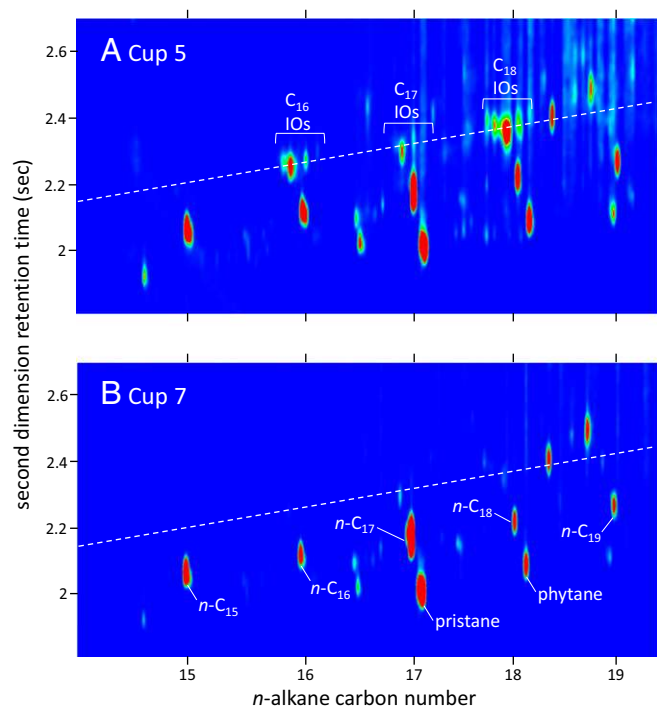 A Cup 5
2.6
2.4
2.2
2
C16 IOs
C17 IOs
C18 IOs
second dimension retention time (sec)
B Cup 7
2.6
2.4
2.2
2
n-C15
n-C16
n-C17
pristane
n-C18
phytane
n-C19
15 16 17 18 19
n-alkane carbon number